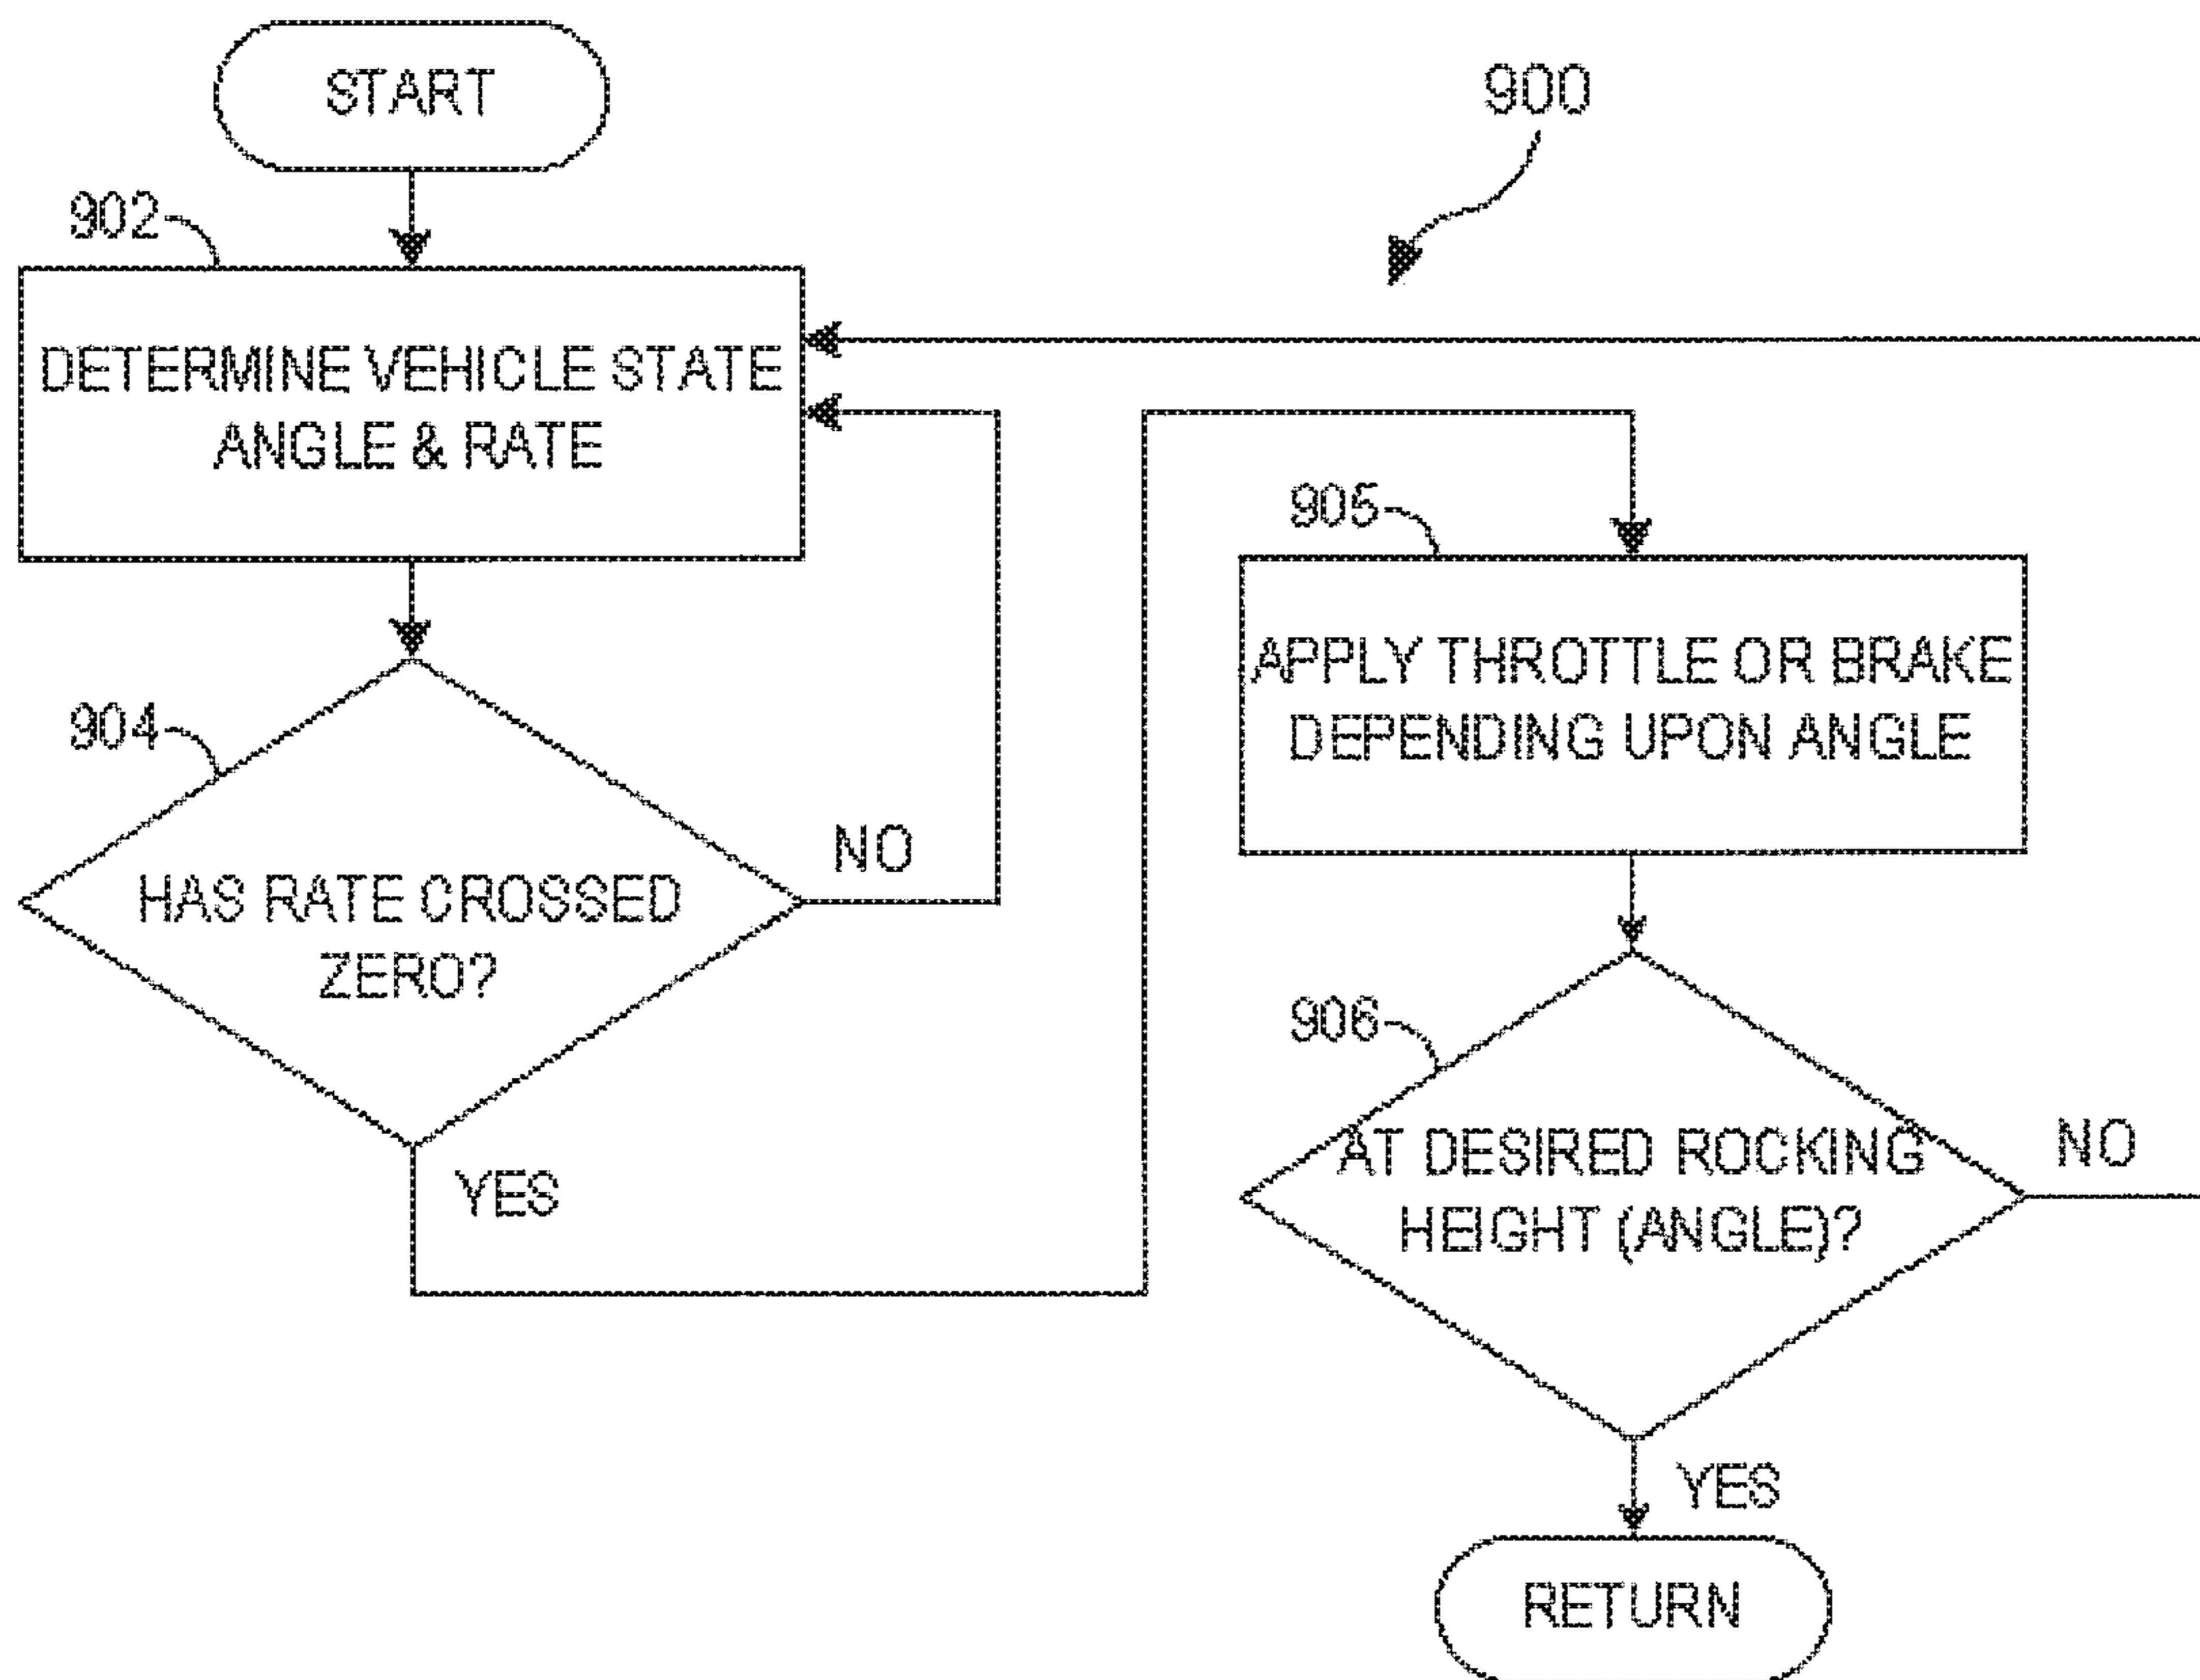 START
900
902
DETERMINE VEHICLE STATE
ANGLE & RATE
904
HAS RATE CROSSED
ZERO?
NO
YES
905
APPLY THROTTLE OR BRAKE
DEPENDING UPON ANGLE
906
AT DESIRED ROCKING
HEIGHT (ANGLE)?
NO
YES
RETURN